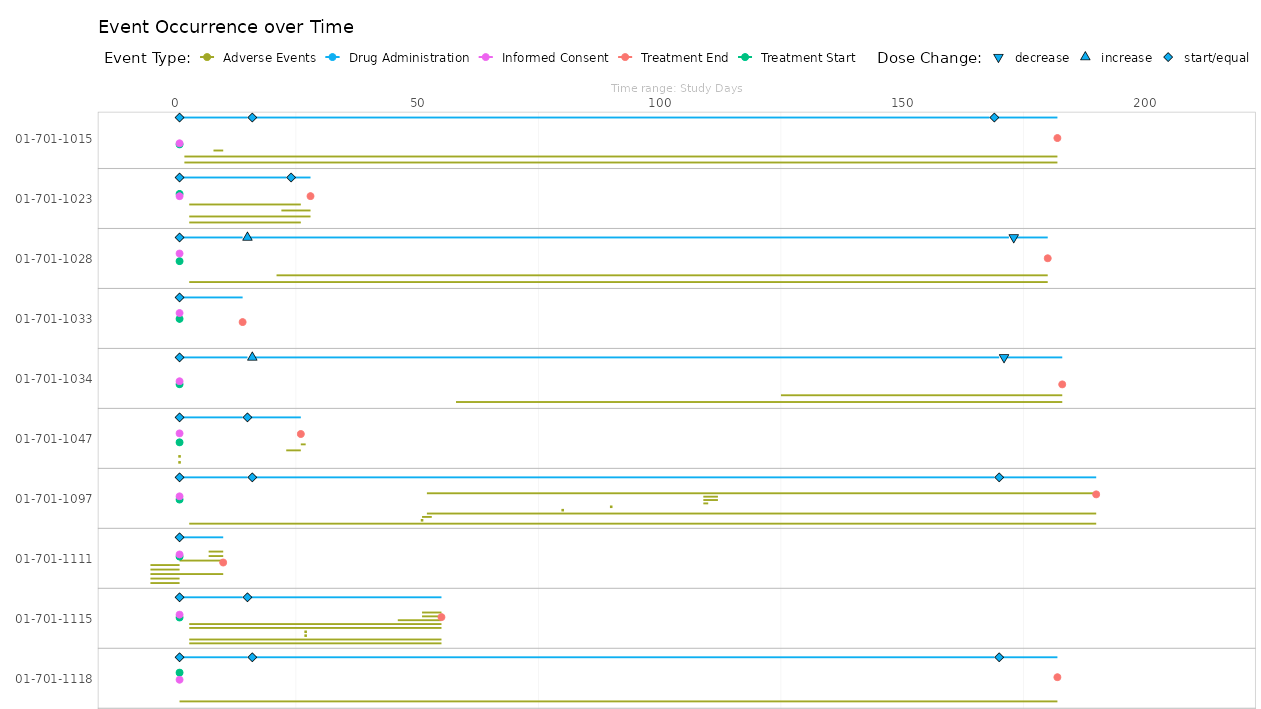 Event Occurrence over Time
Event Type: Adverse Events Drug Administration Informed Consent Treatment End Treatment Start Dose Change: decrease increase start/equal
Time range: Study Days
0 50 100 150 200
01-701-1015
01-701-1023
01-701-1028
01-701-1033
01-701-1034
01-701-1047
01-701-1097
01-701-1111
01-701-1115
01-701-1118